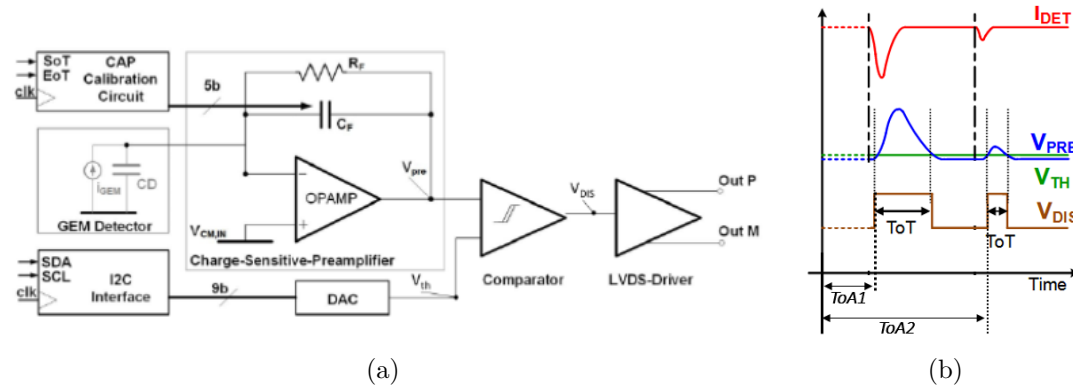 SoT
EoT
clk
CAP
Calibration
Circuit
5b
R_F
C_F
i_GEM
CD
GEM Detector
OPAMP
V_CM,IN
V_pre
Charge-Sensitive-Preamplifier
V_DIS
Out P
Out M
Comparator
LVDS-Driver
SDA
SCL
clk
I2C
Interface
9b
DAC
V_th
(a)
I_DET
V_PRE
V_TH
V_DIS
ToT
ToT
Time
ToA1
ToA2
(b)